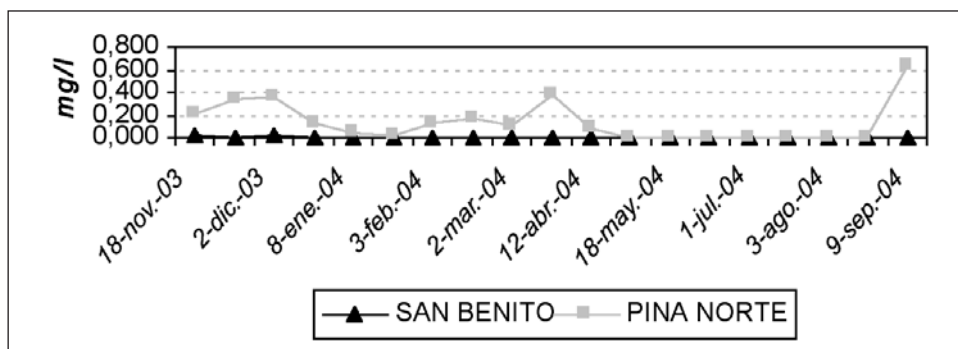 mg/l
0,800
0,600
0,400
0,200
0,000
18-nov.-03
2-dic.-03
8-ene.-04
3-feb.-04
2-mar.-04
12-abr.-04
18-may.-04
1-jul.-04
3-ago.-04
9-sep.-04
SAN BENITO
PINA NORTE